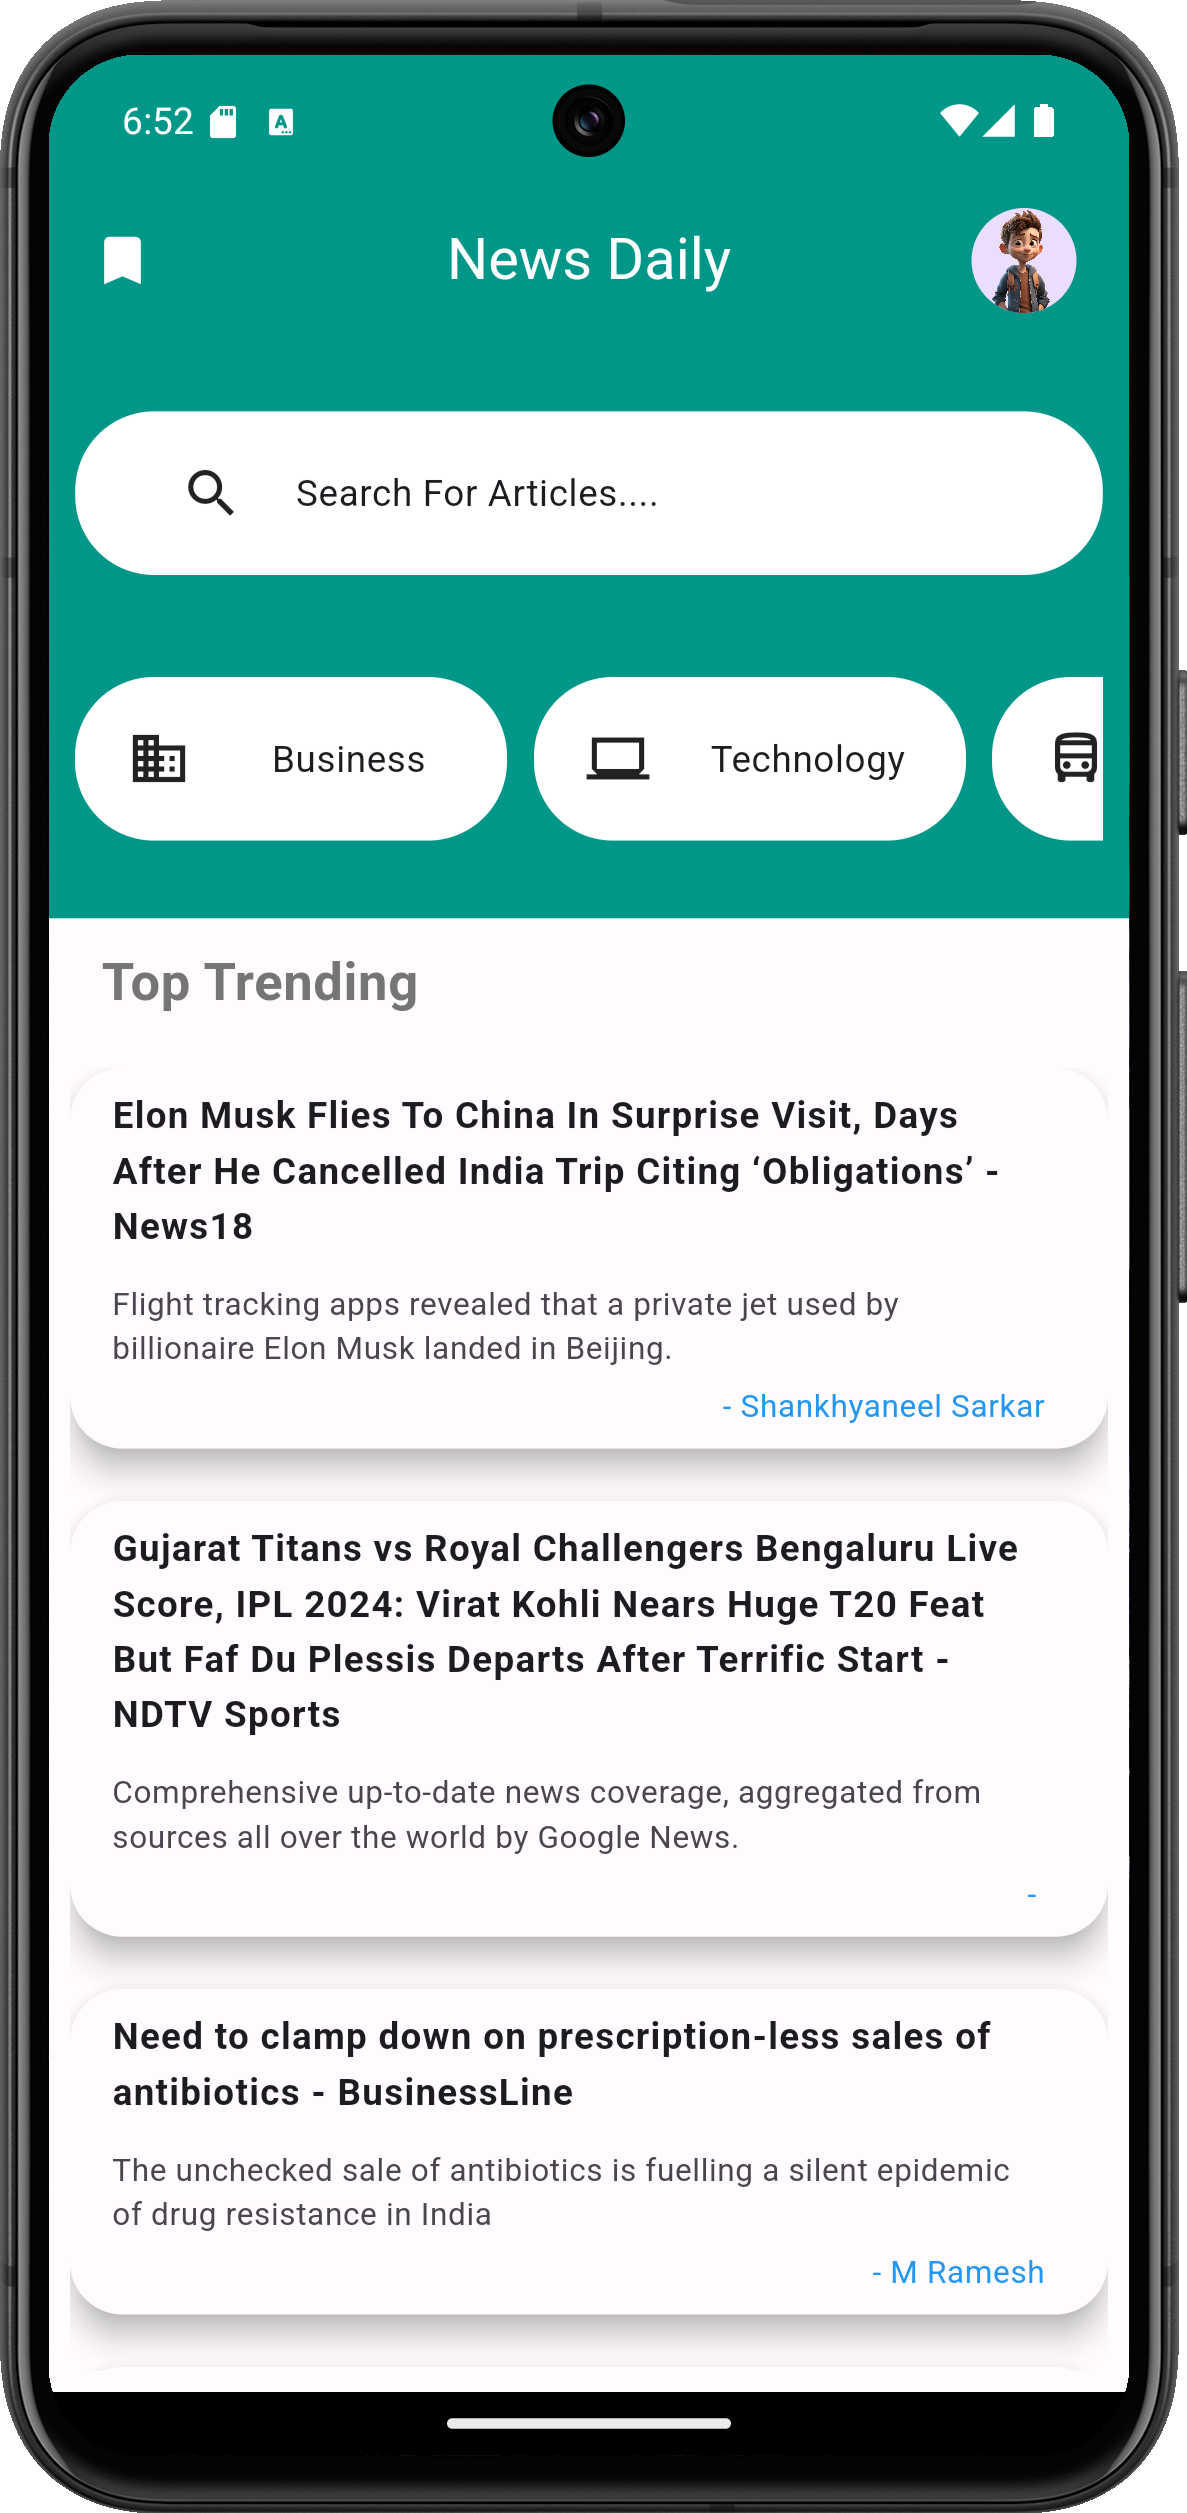 6:52
News Daily
Search For Articles....
Business
Technology
Top Trending
Elon Musk Flies To China In Surprise Visit, Days
After He Cancelled India Trip Citing ‘Obligations’ -
News18
Flight tracking apps revealed that a private jet used by
billionaire Elon Musk landed in Beijing.
- Shankhyaneel Sarkar
Gujarat Titans vs Royal Challengers Bengaluru Live
Score, IPL 2024: Virat Kohli Nears Huge T20 Feat
But Faf Du Plessis Departs After Terrific Start -
NDTV Sports
Comprehensive up-to-date news coverage, aggregated from
sources all over the world by Google News.
-
Need to clamp down on prescription-less sales of
antibiotics - BusinessLine
The unchecked sale of antibiotics is fuelling a silent epidemic
of drug resistance in India
- M Ramesh